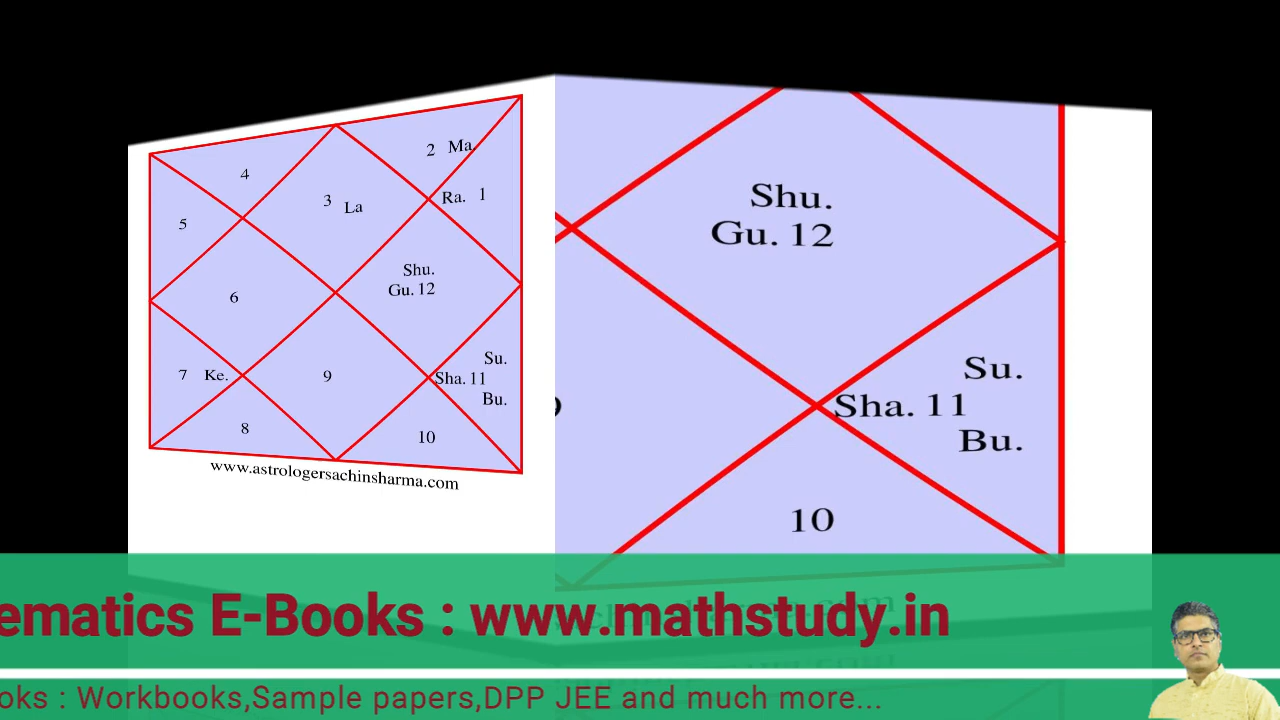 4
2 Ma.
3 La
Ra. 1
5
Shu.
Gu. 12
6
Su.
7 Ke.
9
Sha. 11
Bu.
8
10
www.astrologersachinsharma.com
Shu.
Gu. 12
Su.
Sha. 11
Bu.
10
ematics E-Books : www.mathstudy.in
oks : Workbooks,Sample papers,DPP JEE and much more...